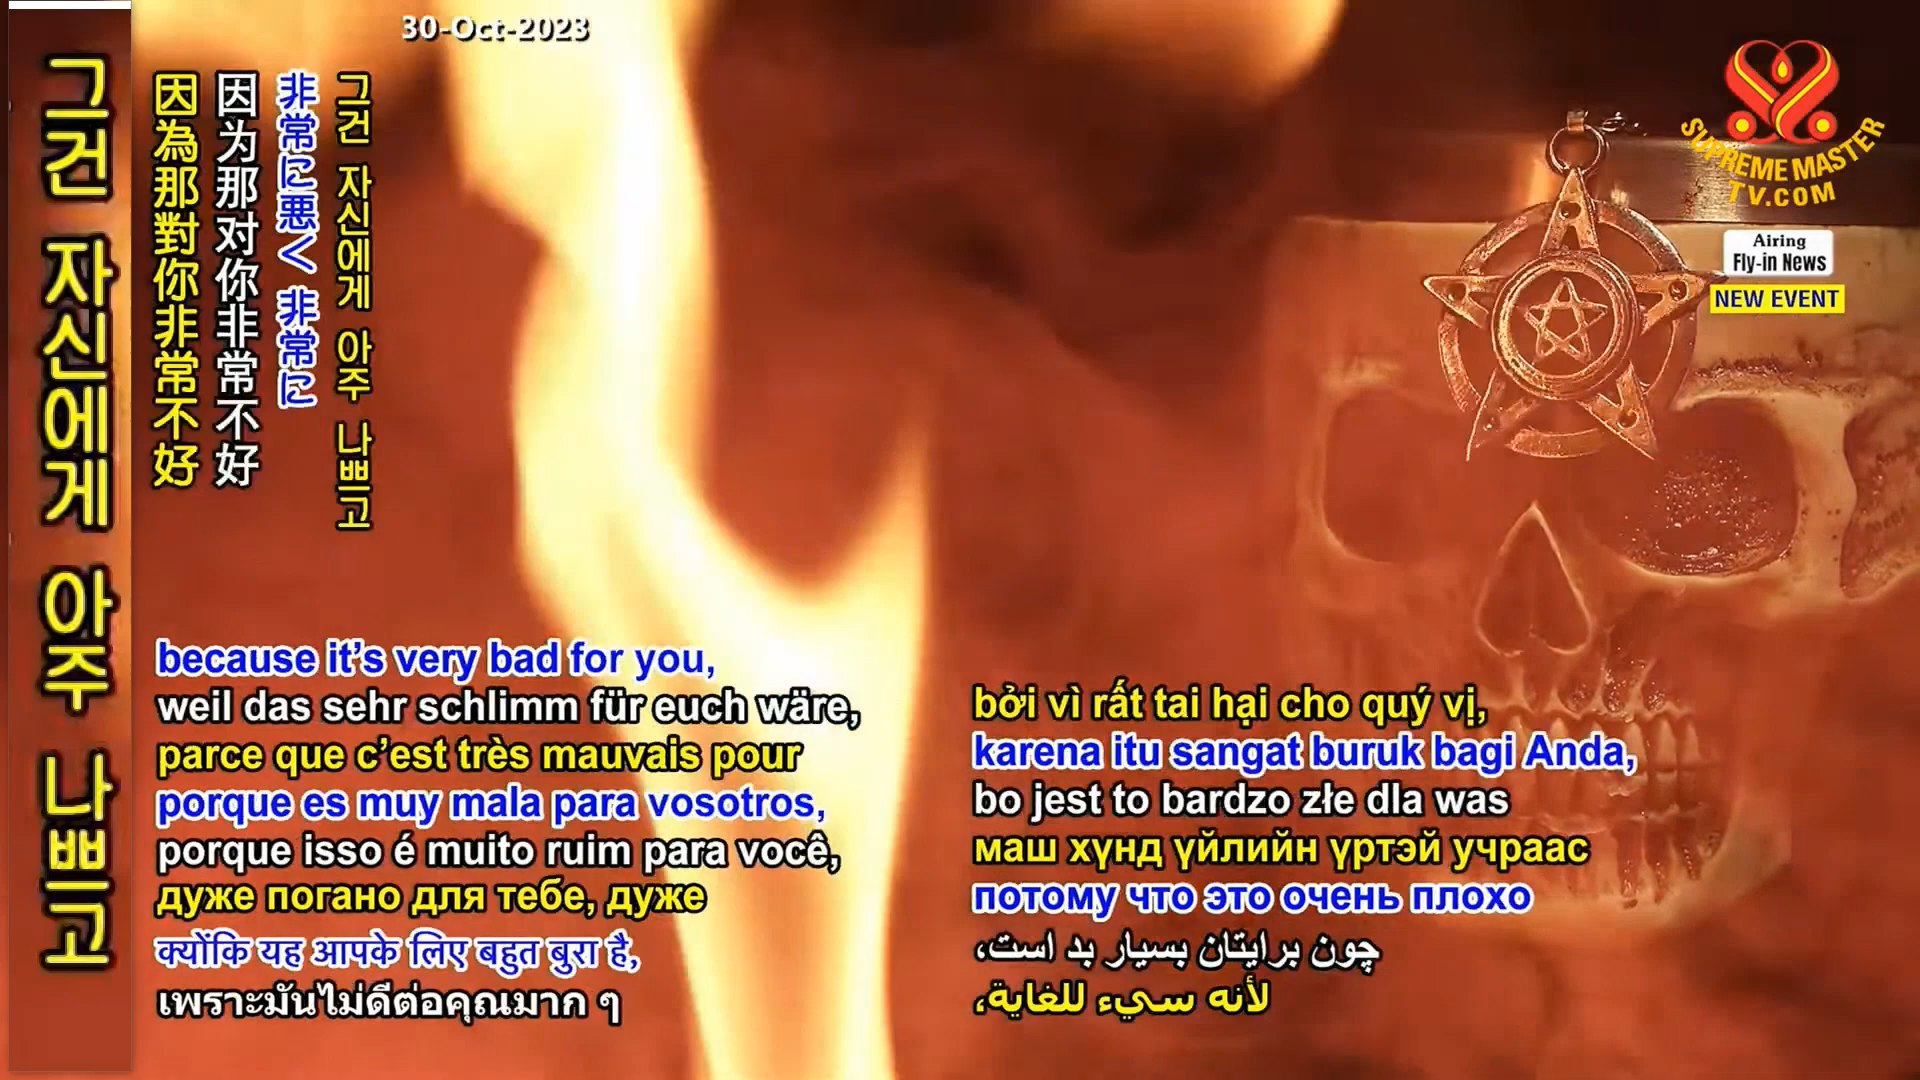 30-Oct-2023
그건 자신에게 아주 나쁘고
因為那對你非常不好
因为那对你非常不好
非常に悪く 非常に
그건 자신에게 아주 나쁘고
SUPREME MASTER
TV.COM
Airing
Fly-in News
NEW EVENT
because it’s very bad for you,
weil das sehr schlimm für euch wäre,
parce que c’est très mauvais pour
porque es muy mala para vosotros,
porque isso é muito ruim para você,
дуже погано для тебе, дуже
क्योंकि यह आपके लिए बहुत बुरा है,
เพราะมันไม่ดีต่อคุณมาก ๆ
bởi vì rất tai hại cho quý vị,
karena itu sangat buruk bagi Anda,
bo jest to bardzo złe dla was
маш хүнд үйлийн үртэй учраас
потому что это очень плохо
چون برایتان بسیار بد است،
لأنه سيء للغاية،